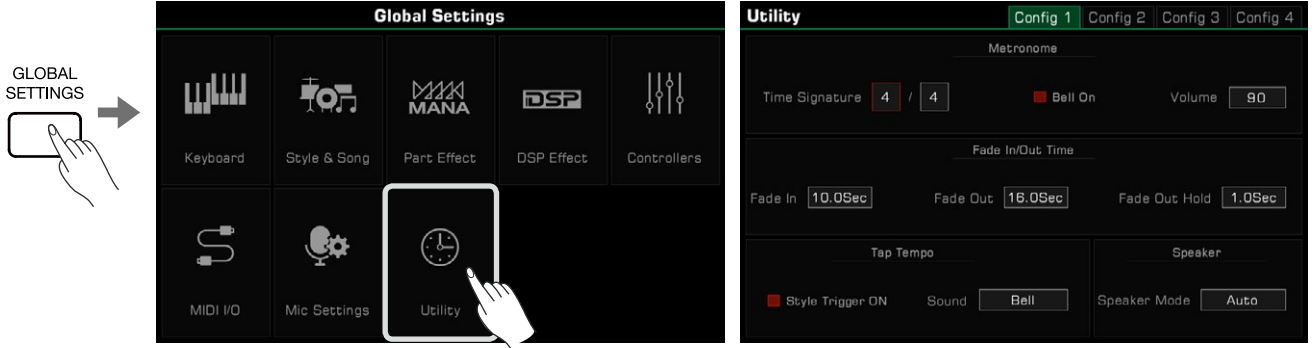 GLOBAL
SETTINGS
Global Settings
Keyboard
Style & Song
MANA
Part Effect
DSP
DSP Effect
Controllers
MIDI I/O
Mic Settings
Utility
Utility
Config 1 Config 2 Config 3 Config 4
Metronome
Time Signature 4 / 4 Bell On Volume 90
Fade In/Out Time
Fade In 10.0Sec Fade Out 16.0Sec Fade Out Hold 1.0Sec
Tap Tempo
Style Trigger ON Sound Bell
Speaker
Speaker Mode Auto